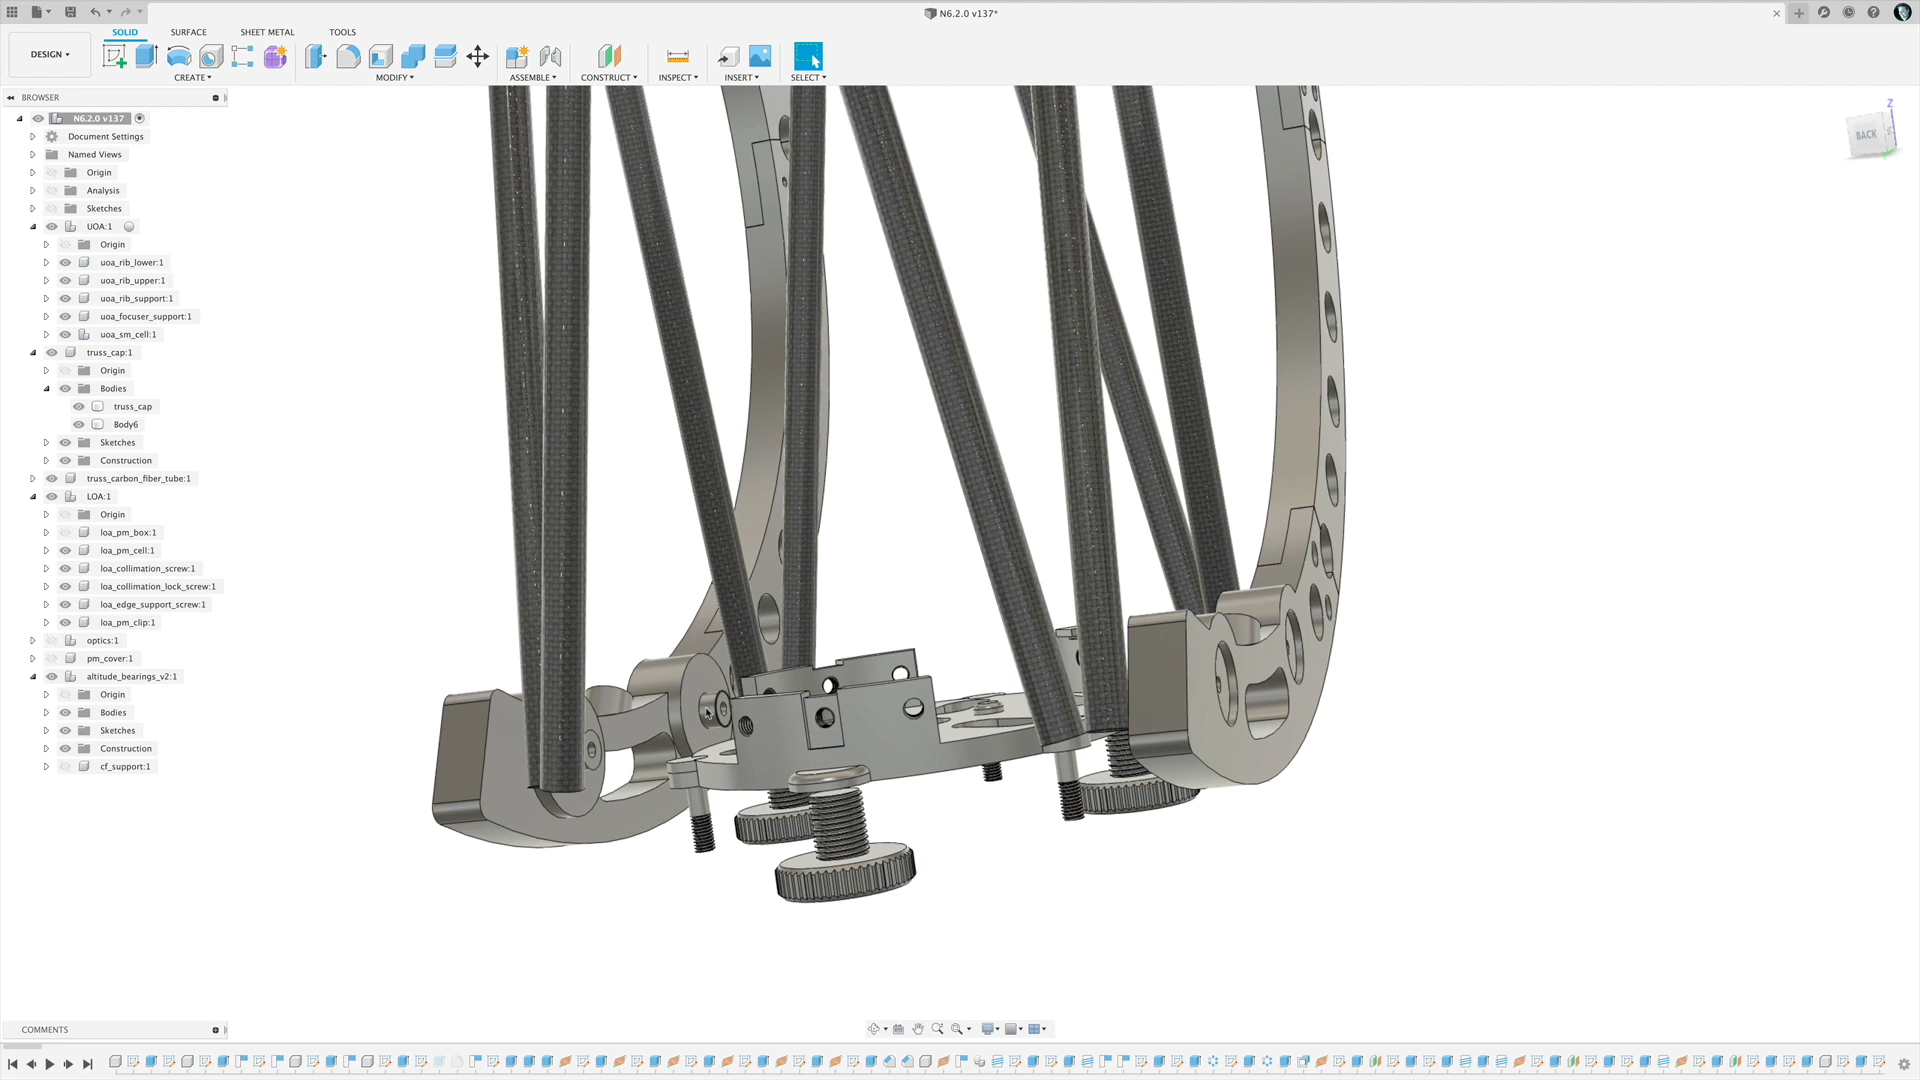 N6.2.0 v137*
DESIGN
SOLID
SURFACE
SHEET METAL
TOOLS
CREATE
MODIFY
ASSEMBLE
CONSTRUCT
INSPECT
INSERT
SELECT
BROWSER
N6.2.0 v137
Document Settings
Named Views
Origin
Analysis
Sketches
UOA:1
Origin
uoa_rib_lower:1
uoa_rib_upper:1
uoa_rib_support:1
uoa_focuser_support:1
uoa_sm_cell:1
truss_cap:1
Origin
Bodies
truss_cap
Body6
Sketches
Construction
truss_carbon_fiber_tube:1
LOA:1
Origin
loa_pm_box:1
loa_pm_cell:1
loa_collimation_screw:1
loa_collimation_lock_screw:1
loa_edge_support_screw:1
loa_pm_clip:1
optics:1
pm_cover:1
altitude_bearings_v2:1
Origin
Bodies
Sketches
Construction
cf_support:1
Z
BACK
COMMENTS